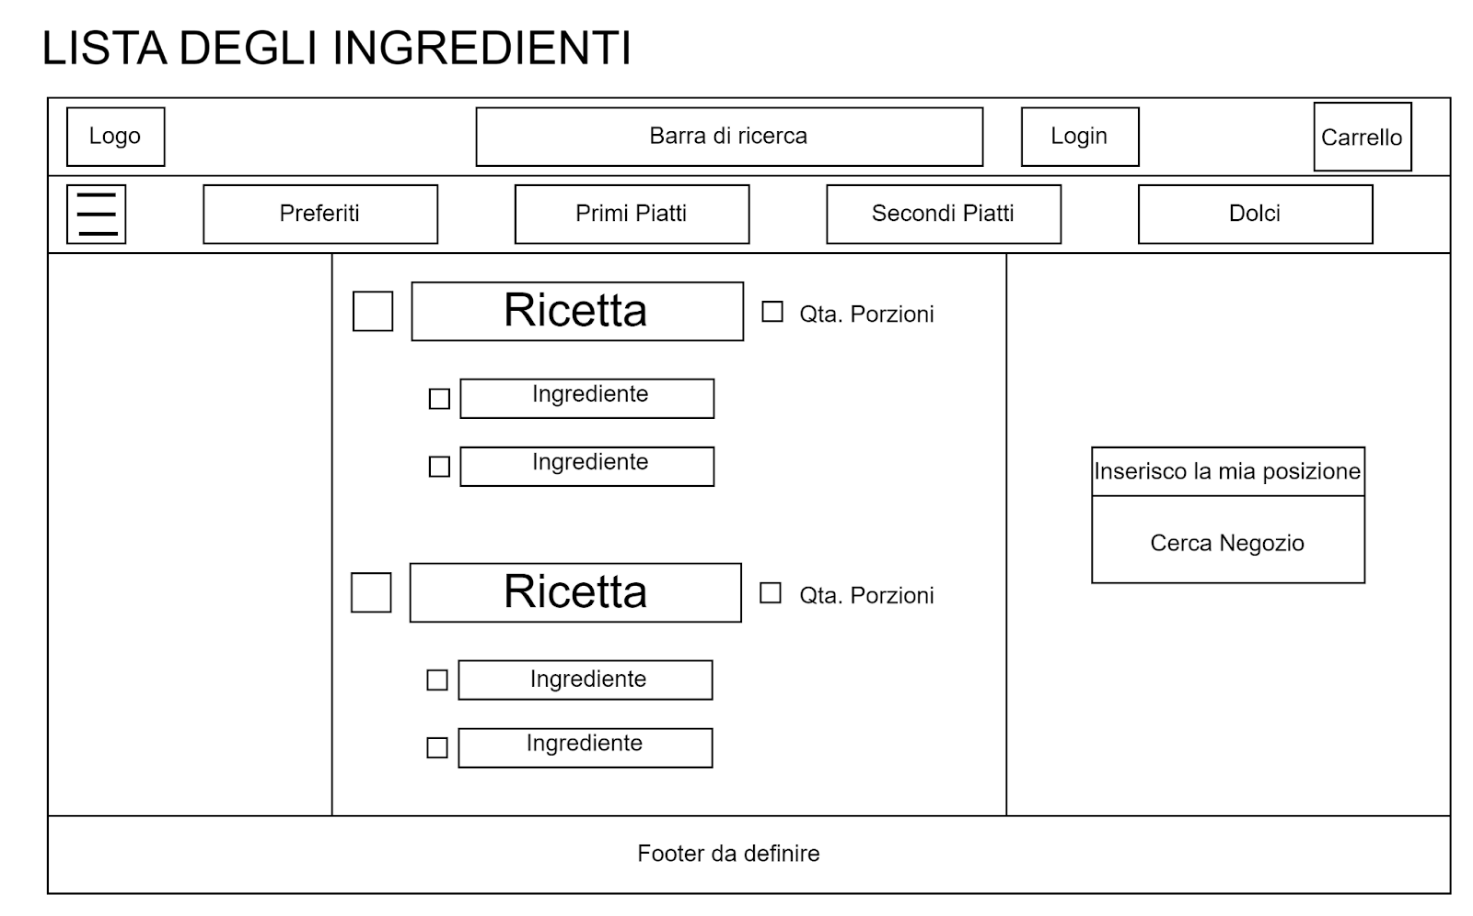 LISTA DEGLI INGREDIENTI
Logo
Barra di ricerca
Login
Carrello
Preferiti
Primi Piatti
Secondi Piatti
Dolci
Ricetta
Qta. Porzioni
Ingrediente
Ingrediente
Ricetta
Qta. Porzioni
Ingrediente
Ingrediente
Inserisco la mia posizione
Cerca Negozio
Footer da definire